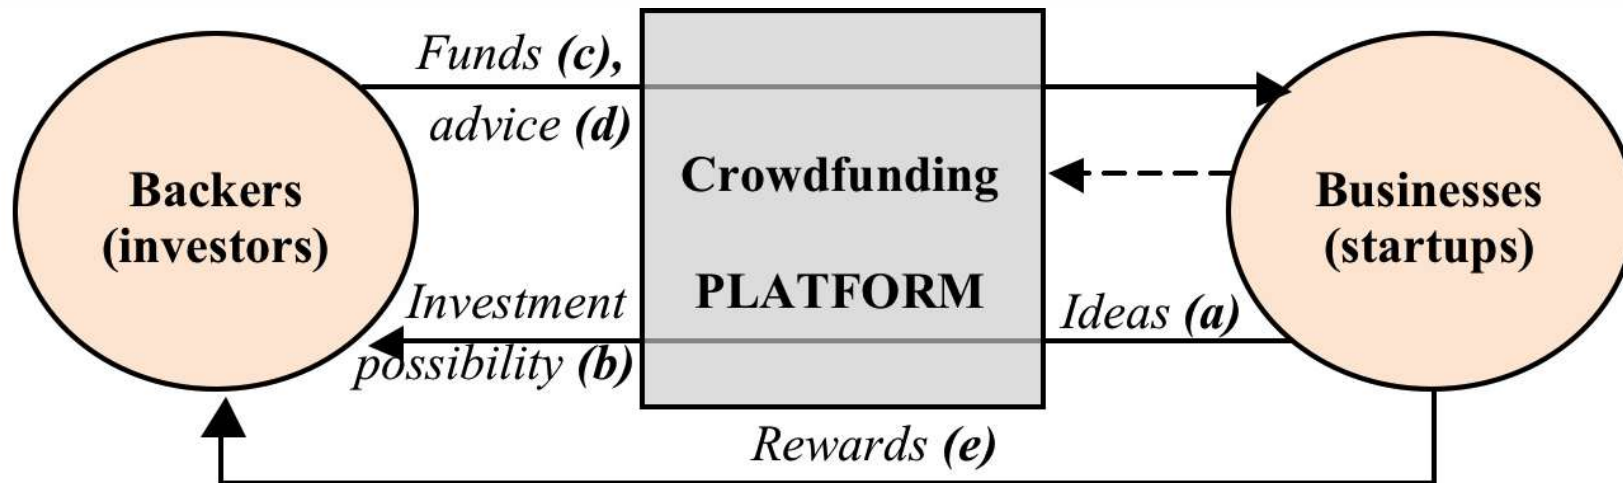 Funds (c),
advice (d)
Backers
(investors)
Investment
possibility (b)
Crowdfunding
PLATFORM
Ideas (a)
Businesses
(startups)
Rewards (e)